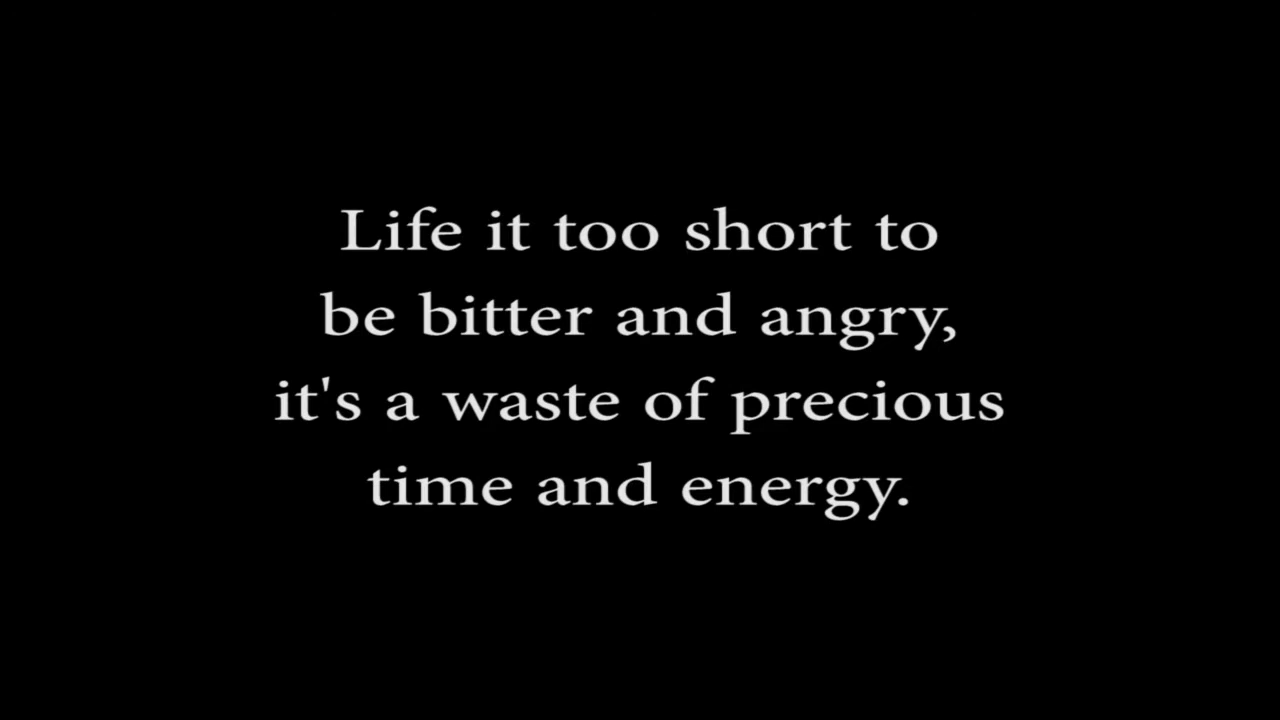 Life it too short to
be bitter and angry,
it's a waste of precious
time and energy.